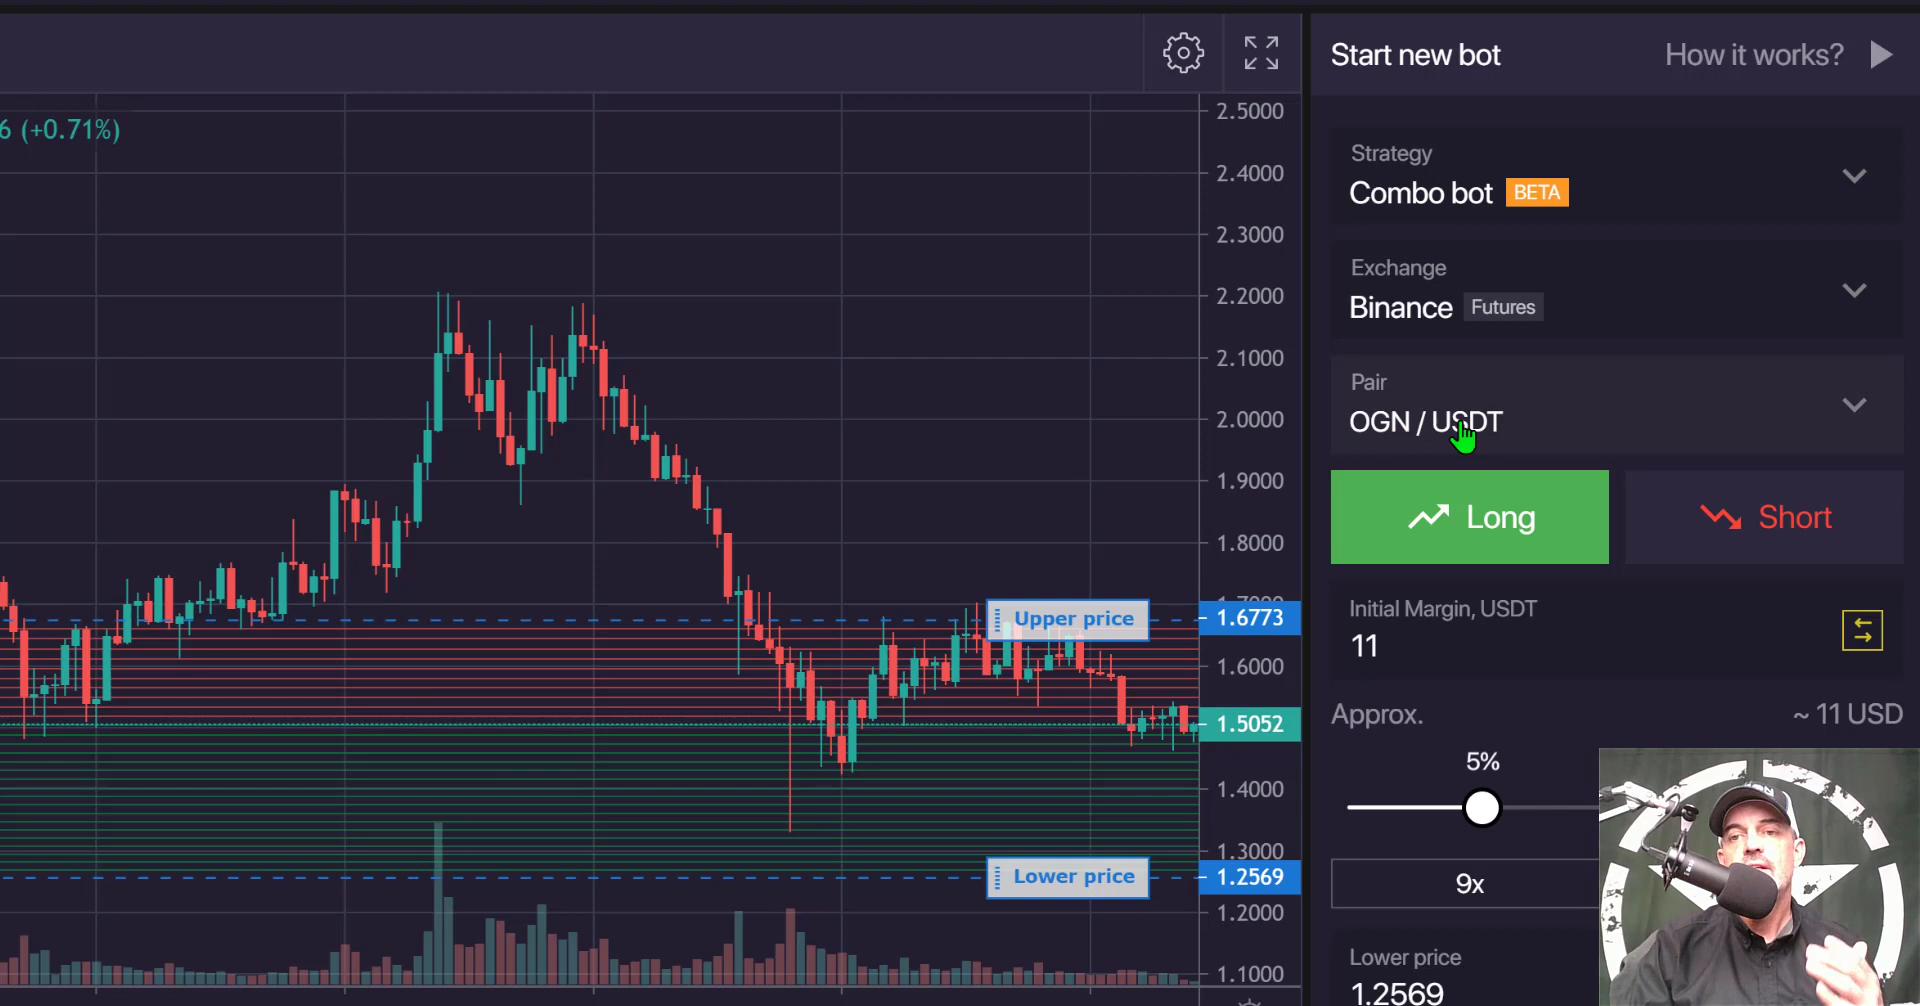 Start new bot
How it works?
6 (+0.71%)
2.5000
2.4000
2.3000
2.2000
2.1000
2.0000
1.9000
1.8000
1.7000
1.6773
1.6000
1.5052
1.4000
1.3000
1.2569
1.2000
1.1000
Upper price
Lower price
Strategy
Combo bot BETA
Exchange
Binance Futures
Pair
OGN / USDT
Long
Short
Initial Margin, USDT
11
Approx.
~ 11 USD
5%
9x
Lower price
1.2569